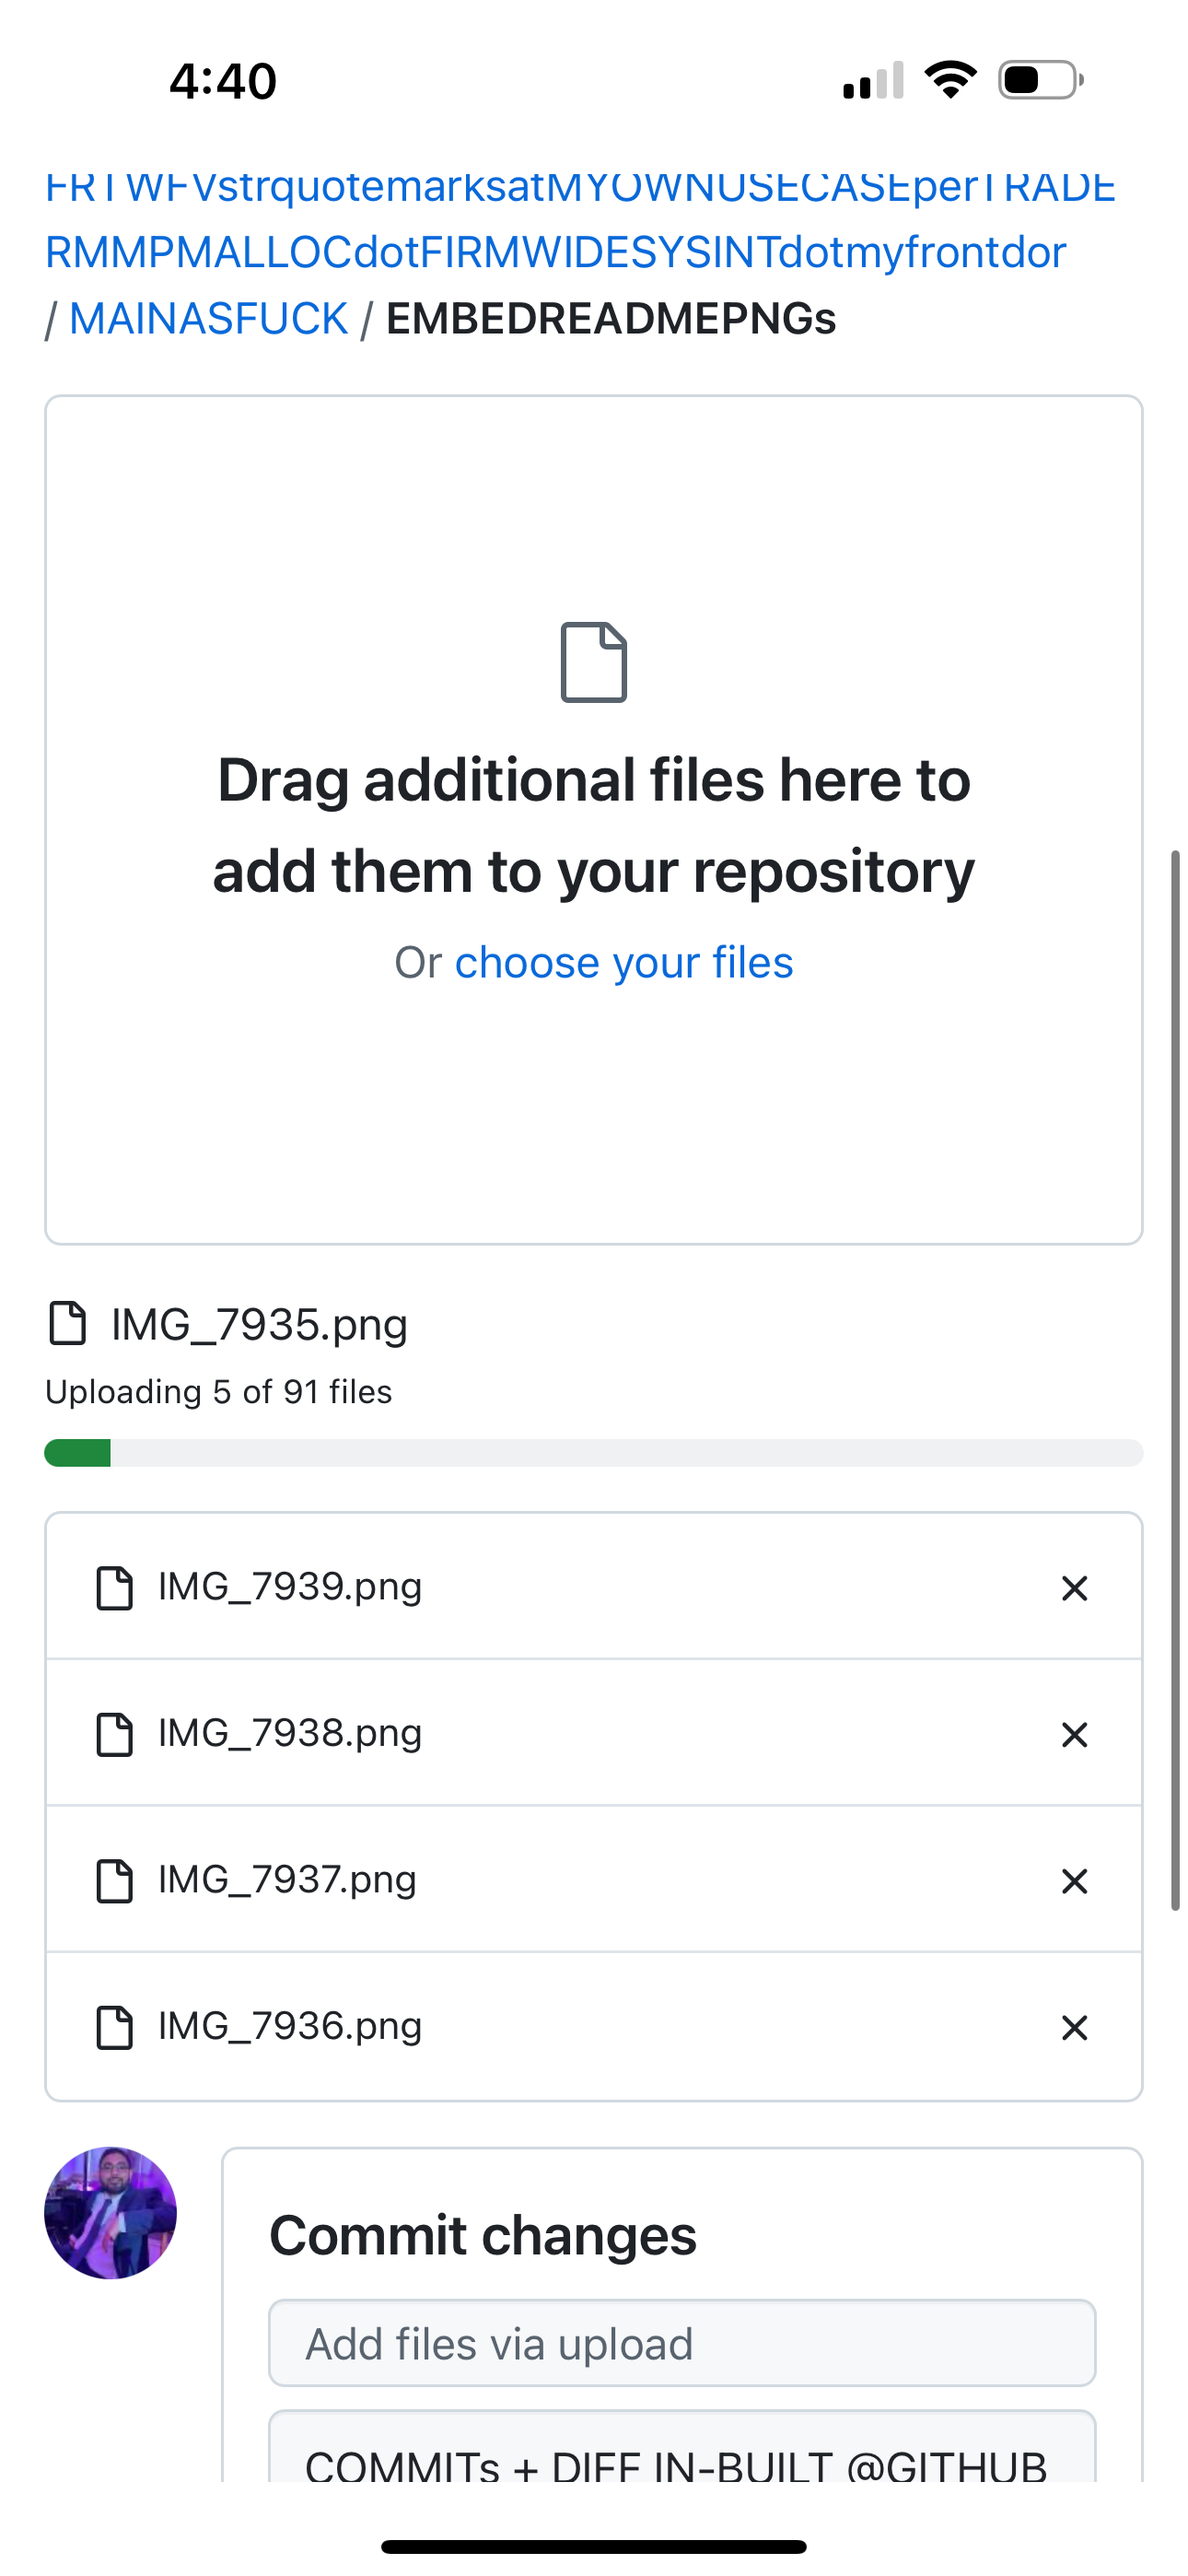 4:40
FRTWFVstrquotemarksatMYOWNUSECASEperTRADE
RMMPMALLOCdotFIRMWIDESYSINTdotmyfrontdor
/ MAINASFUCK / EMBEDREADMEPNGs
Drag additional files here to
add them to your repository
Or choose your files
IMG_7935.png
Uploading 5 of 91 files
IMG_7939.png
IMG_7938.png
IMG_7937.png
IMG_7936.png
Commit changes
Add files via upload
COMMITs + DIFF IN-BUILT @GITHUB